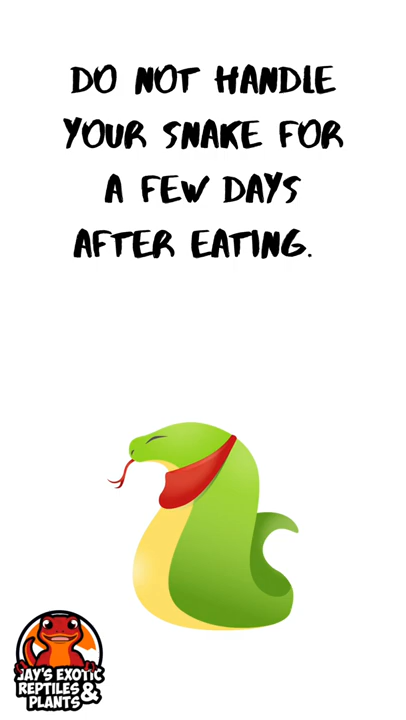 DO NOT HANDLE
YOUR SNAKE FOR
A FEW DAYS
AFTER EATING.
JAY'S EXOTIC
REPTILES &
PLANTS